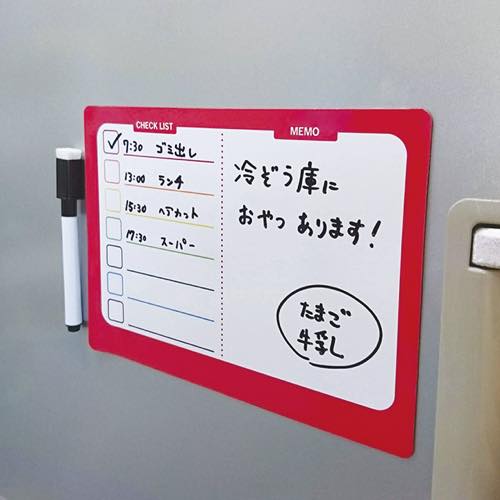 CHECK LIST
7:30 ゴミ出し
13:00 ランチ
15:30 ヘアカット
17:30 スーパー
MEMO
冷ぞう庫に
おやつ あります!
たまご
牛乳